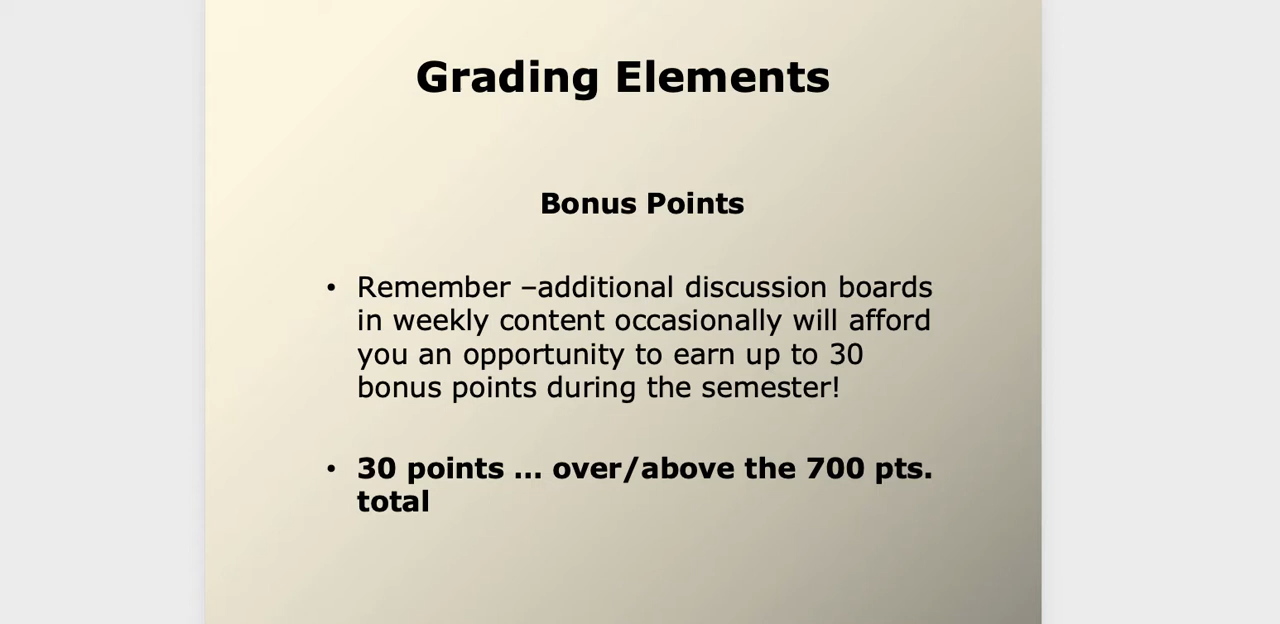 Grading Elements
Bonus Points
• Remember –additional discussion boards
in weekly content occasionally will afford
you an opportunity to earn up to 30
bonus points during the semester!
• 30 points ... over/above the 700 pts.
total